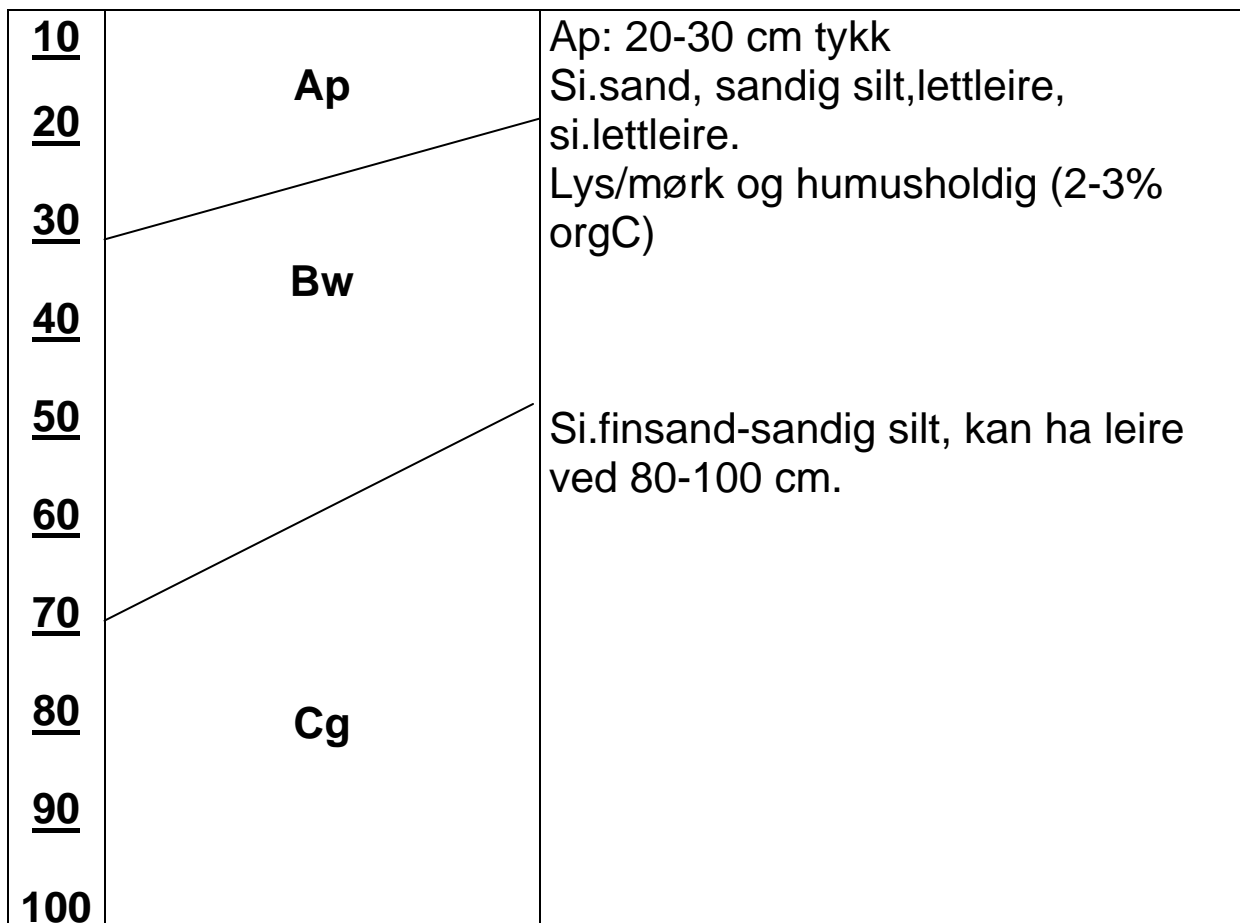 10
20
30
40
50
60
70
80
90
100
Ap
Bw
Cg
Ap: 20-30 cm tykk
Si.sand, sandig silt,lettleire,
si.lettleire.
Lys/mørk og humusholdig (2-3%
orgC)
Si.finsand-sandig silt, kan ha leire
ved 80-100 cm.